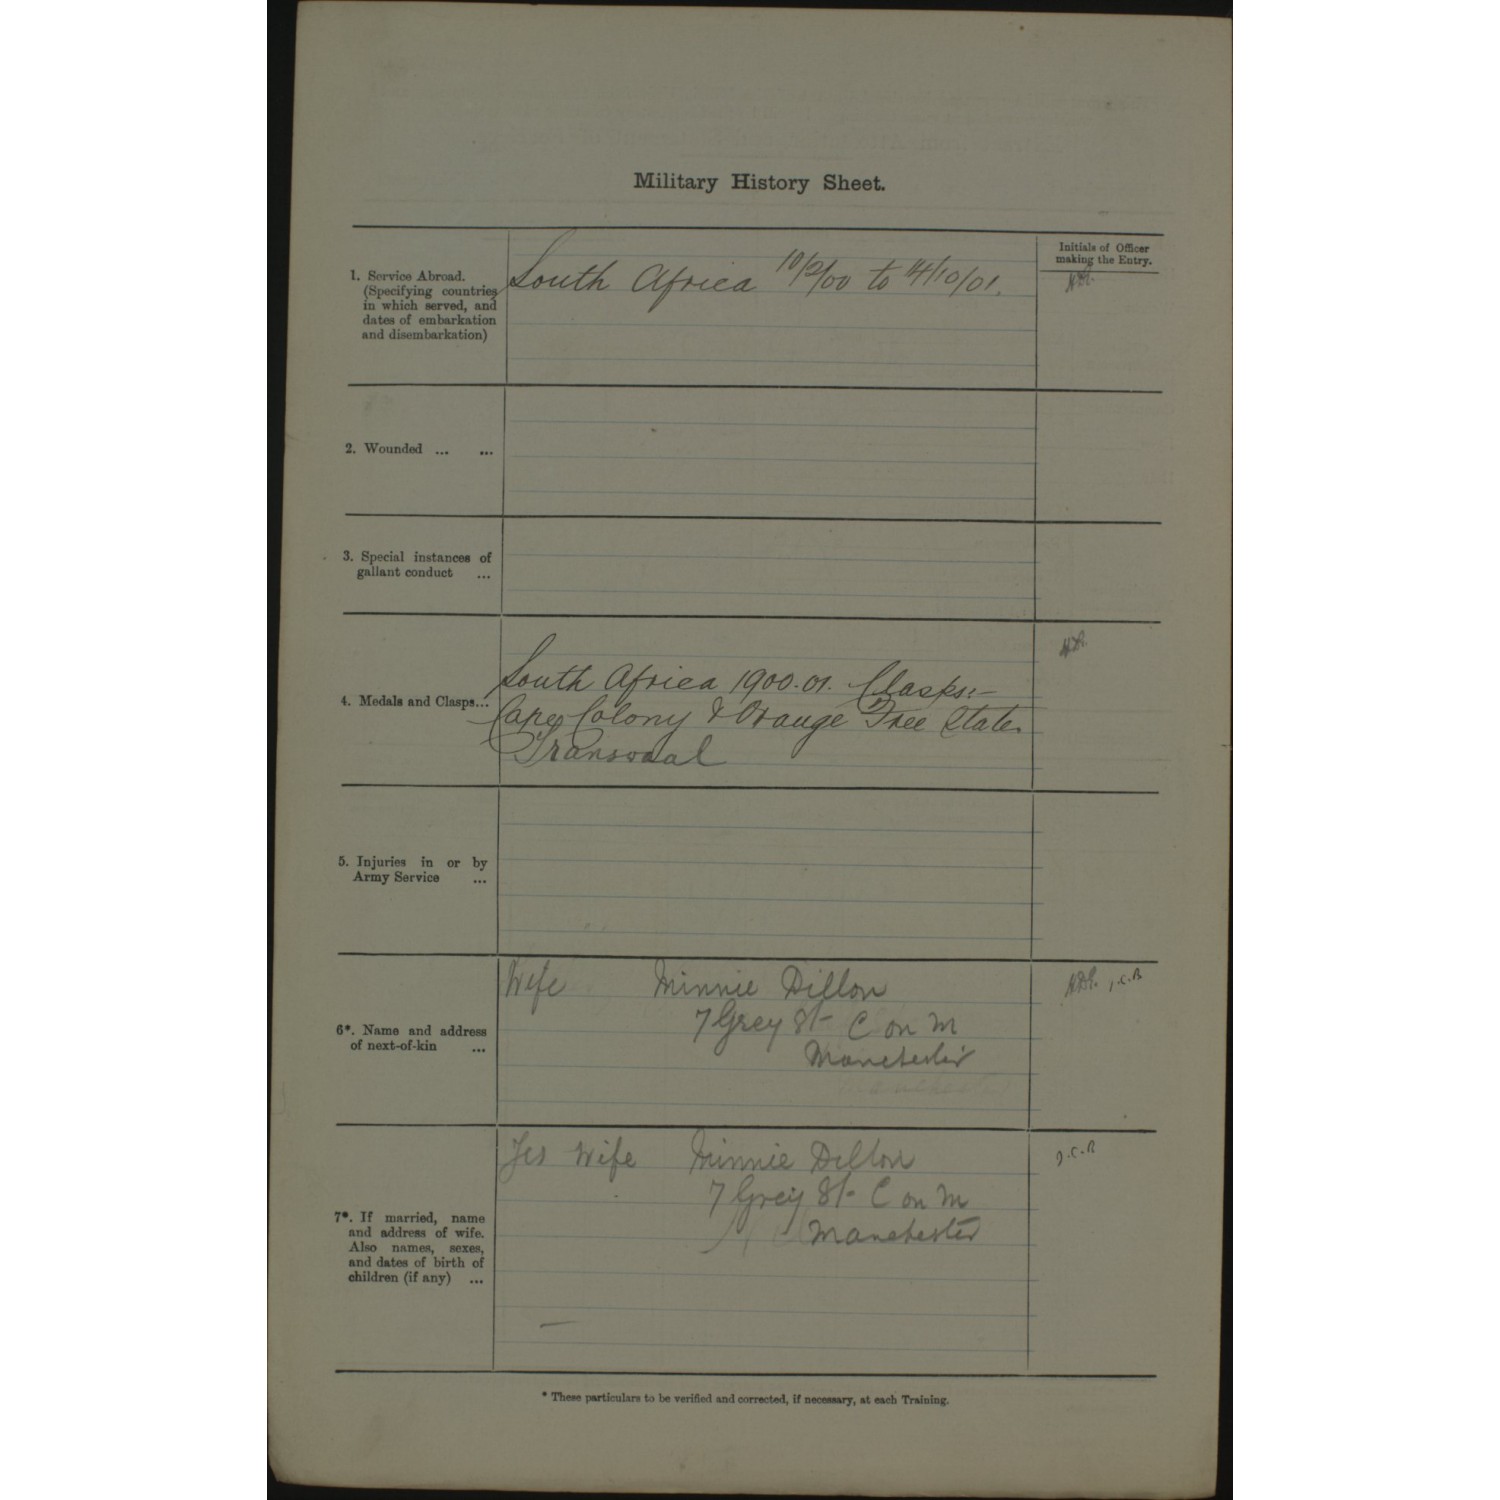 Military History Sheet.
Initials of Officer
making the Entry.
1. Service Abroad.
(Specifying countries
in which served, and
dates of embarkation
and disembarkation)
South Africa 10/2/00 to 14/10/01.
2. Wounded ... ...
3. Special instances of
gallant conduct ...
4. Medals and Clasps...
South Africa 1900-01. Clasps:-
Cape Colony & Orange Free State.
Transvaal
5. Injuries in or by
Army Service ...
6*. Name and address
of next-of-kin ...
Wife Minnie Dillon
7 Grey St C on M
Manchester
J.C.B
7*. If married, name
and address of wife.
Also names, sexes,
and dates of birth of
children (if any) ...
Yes Wife Minnie Dillon
7 Grey St C on M
Manchester
J.C.B
* These particulars to be verified and corrected, if necessary, at each Training.